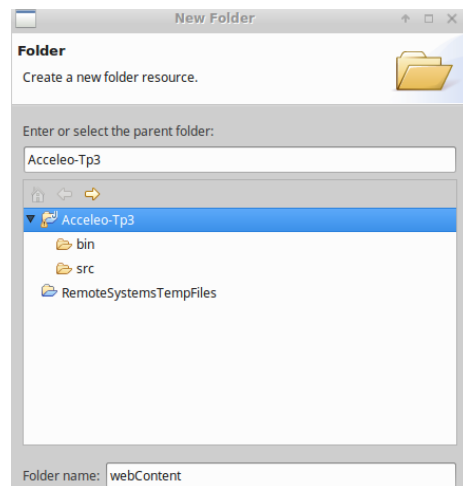 New Folder
Folder
Create a new folder resource.
Enter or select the parent folder:
Acceleo-Tp3
Acceleo-Tp3
bin
src
RemoteSystemsTempFiles
Folder name: webContent